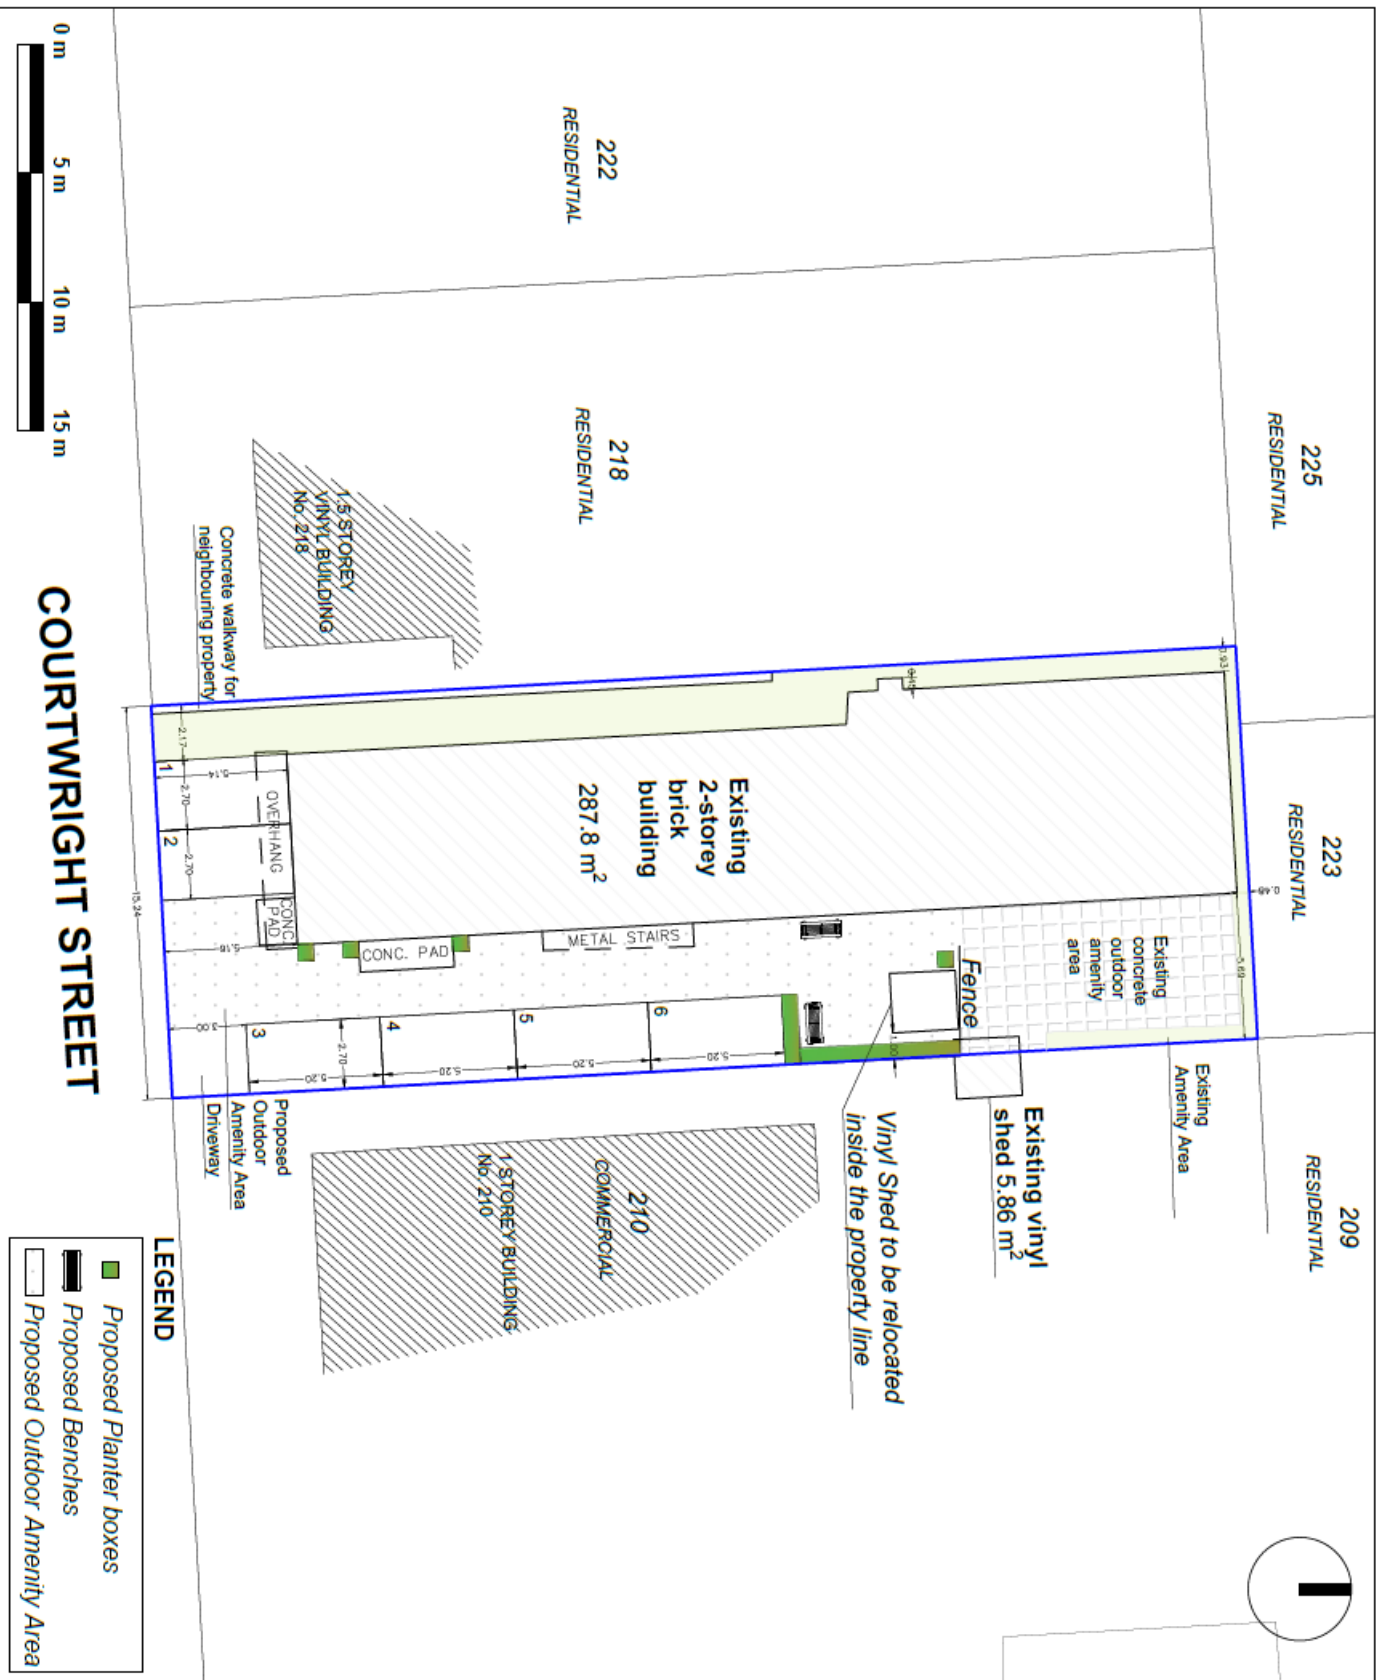 225
RESIDENTIAL
223
RESIDENTIAL
209
RESIDENTIAL
222
RESIDENTIAL
218
RESIDENTIAL
0.93
0.48
5.69
0.45
Existing
concrete
outdoor
amenity
area
Existing
Amenity Area
Fence
Existing vinyl
shed 5.86 m²
Vinyl Shed to be relocated
inside the property line
1.00
Existing
2-storey
brick
building
287.8 m²
METAL STAIRS
CONC. PAD
CONC.
PAD
OVERHANG
6
5.20
5
5.20
4
5.20
3
5.20
2.70
3.00
1
2.70
2
2.70
2.17
5.14
5.16
15.24
210
COMMERCIAL
1 STOREY BUILDING
No. 210
1.5 STOREY
VINYL BUILDING
No. 218
Concrete walkway for
neighbouring property
Proposed
Outdoor
Amenity Area
Driveway
COURTWRIGHT STREET
0 m
5 m
10 m
15 m
LEGEND
Proposed Planter boxes
Proposed Benches
Proposed Outdoor Amenity Area